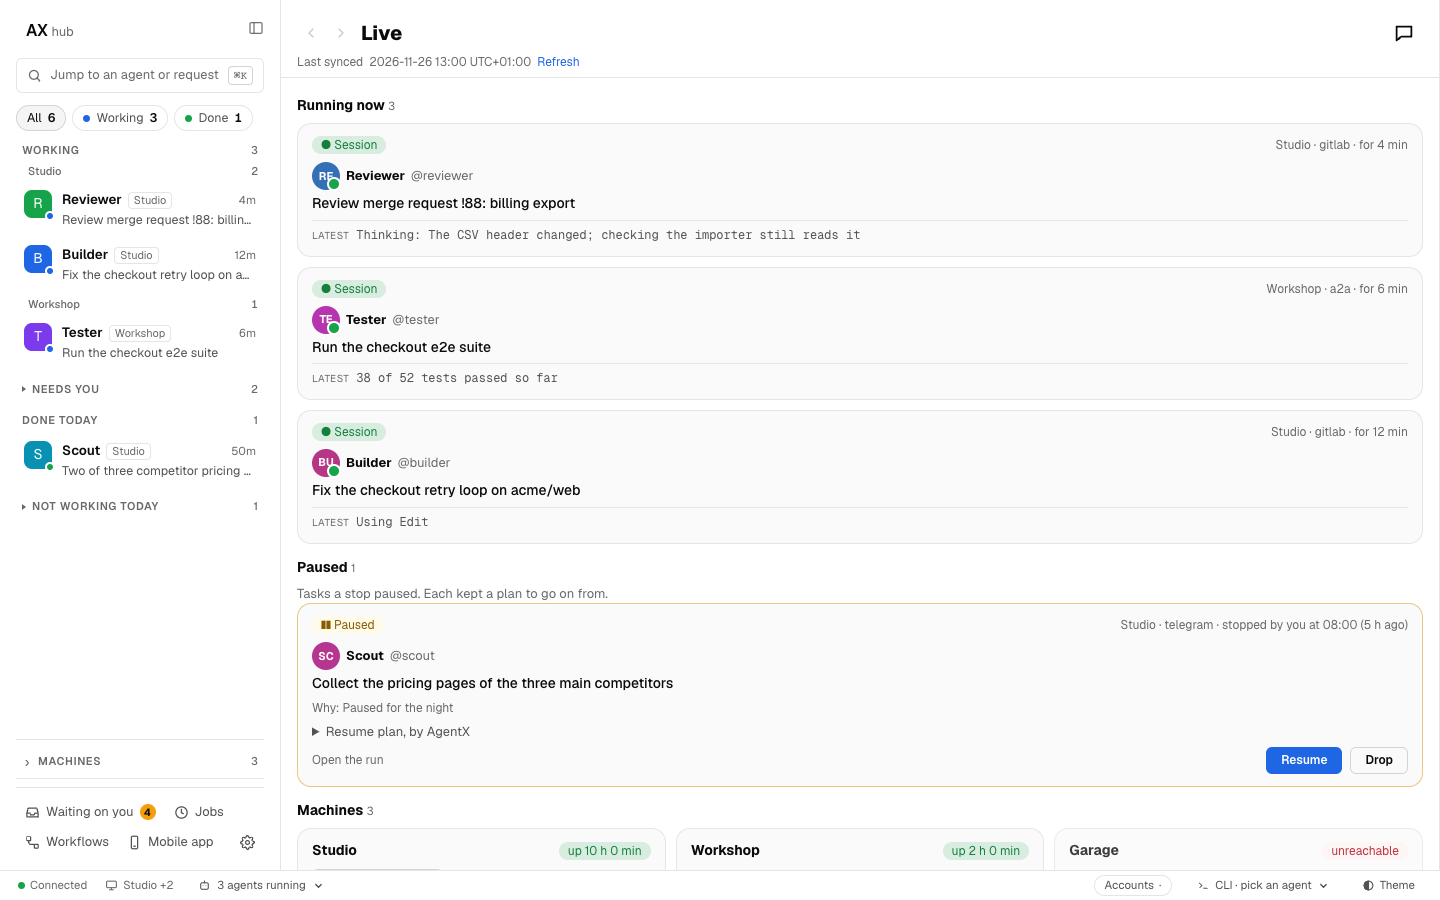 AX hub
Jump to an agent or request ⌘K
All 6 Working 3 Done 1
WORKING 3
Studio 2
R Reviewer Studio 4m
Review merge request !88: billin…
B Builder Studio 12m
Fix the checkout retry loop on a…
Workshop 1
T Tester Workshop 6m
Run the checkout e2e suite
NEEDS YOU 2
DONE TODAY 1
S Scout Studio 50m
Two of three competitor pricing …
NOT WORKING TODAY 1
MACHINES 3
Waiting on you 4 Jobs
Workflows Mobile app
Live
Last synced 2026-11-26 13:00 UTC+01:00 Refresh
Running now 3
Session Studio · gitlab · for 4 min
RE Reviewer @reviewer
Review merge request !88: billing export
LATEST Thinking: The CSV header changed; checking the importer still reads it
Session Workshop · a2a · for 6 min
TE Tester @tester
Run the checkout e2e suite
LATEST 38 of 52 tests passed so far
Session Studio · gitlab · for 12 min
BU Builder @builder
Fix the checkout retry loop on acme/web
LATEST Using Edit
Paused 1
Tasks a stop paused. Each kept a plan to go on from.
Paused Studio · telegram · stopped by you at 08:00 (5 h ago)
SC Scout @scout
Collect the pricing pages of the three main competitors
Why: Paused for the night
Resume plan, by AgentX
Open the run Resume Drop
Machines 3
Studio up 10 h 0 min Workshop up 2 h 0 min Garage unreachable
Connected Studio +2 3 agents running Accounts · CLI · pick an agent Theme